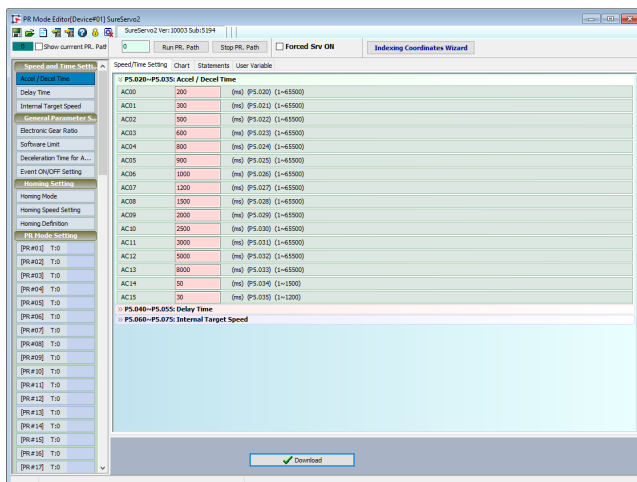 PR Mode Editor[Device#01] SureServo2
SureServo2 Ver:10003 Sub:5194
0 Show currrent PR. Path 0 Run PR. Path Stop PR. Path Forced Srv ON Indexing Coordinates Wizard
Speed and Time Setti...
Accel / Decel Time
Delay Time
Internal Target Speed
General Parameter S...
Electronic Gear Ratio
Software Limit
Deceleration Time for A...
Event ON/OFF Setting
Homing Setting
Homing Mode
Homing Speed Setting
Homing Definition
PR Mode Setting
[PR#01] T:0
[PR#02] T:0
[PR#03] T:0
[PR#04] T:0
[PR#05] T:0
[PR#06] T:0
[PR#07] T:0
[PR#08] T:0
[PR#09] T:0
[PR#10] T:0
[PR#11] T:0
[PR#12] T:0
[PR#13] T:0
[PR#14] T:0
[PR#15] T:0
[PR#16] T:0
[PR#17] T:0
Speed/Time Setting Chart Statements User Variable
P5.020~P5.035: Accel / Decel Time
AC00 200 (ms) (P5.020) (1~65500)
AC01 300 (ms) (P5.021) (1~65500)
AC02 500 (ms) (P5.022) (1~65500)
AC03 600 (ms) (P5.023) (1~65500)
AC04 800 (ms) (P5.024) (1~65500)
AC05 900 (ms) (P5.025) (1~65500)
AC06 1000 (ms) (P5.026) (1~65500)
AC07 1200 (ms) (P5.027) (1~65500)
AC08 1500 (ms) (P5.028) (1~65500)
AC09 2000 (ms) (P5.029) (1~65500)
AC10 2500 (ms) (P5.030) (1~65500)
AC11 3000 (ms) (P5.031) (1~65500)
AC12 5000 (ms) (P5.032) (1~65500)
AC13 8000 (ms) (P5.033) (1~65500)
AC14 50 (ms) (P5.034) (1~1500)
AC15 30 (ms) (P5.035) (1~1200)
P5.040~P5.055: Delay Time
P5.060~P5.075: Internal Target Speed
Download